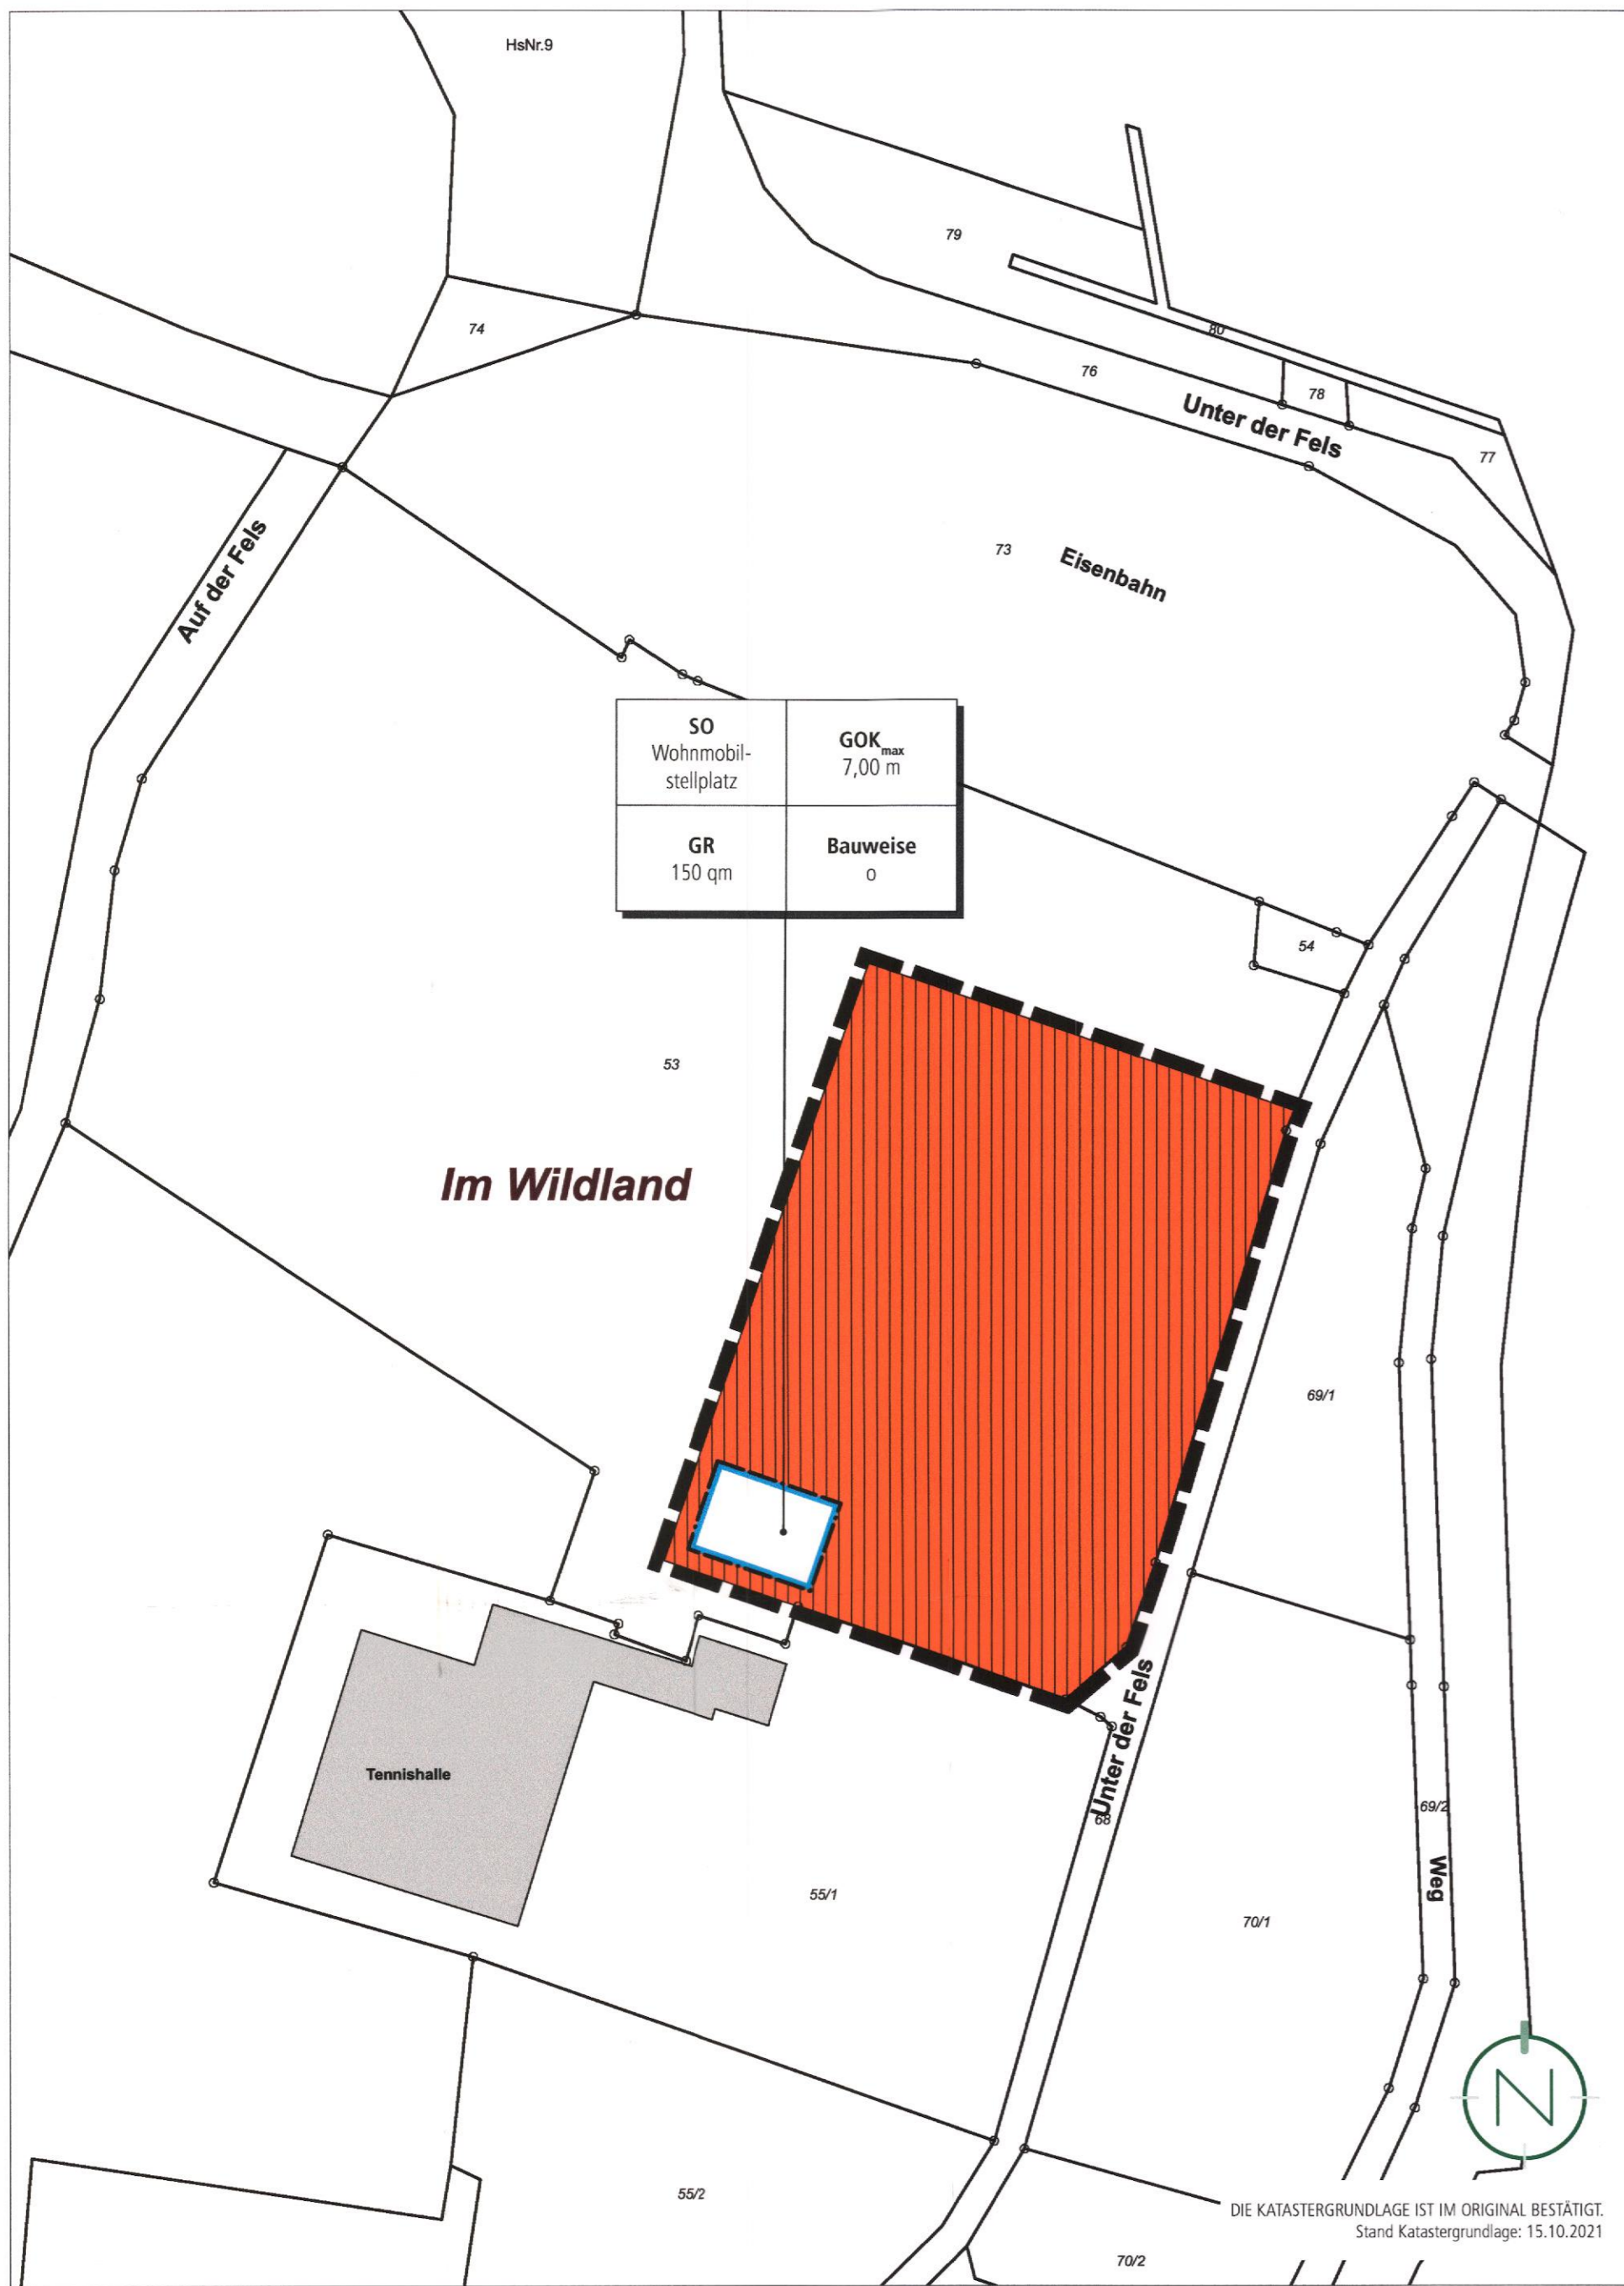 HsNr.9
79
74
80
76
78
Unter der Fels
77
Auf der Fels
73
Eisenbahn
SO
Wohnmobil-
stellplatz
GOKmax
7,00 m
GR
150 qm
Bauweise
o
54
53
Im Wildland
69/1
Unter der Fels
68
Tennishalle
69/2
Weg
55/1
70/1
N
55/2
DIE KATASTERGRUNDLAGE IST IM ORIGINAL BESTÄTIGT.
Stand Katastergrundlage: 15.10.2021
70/2